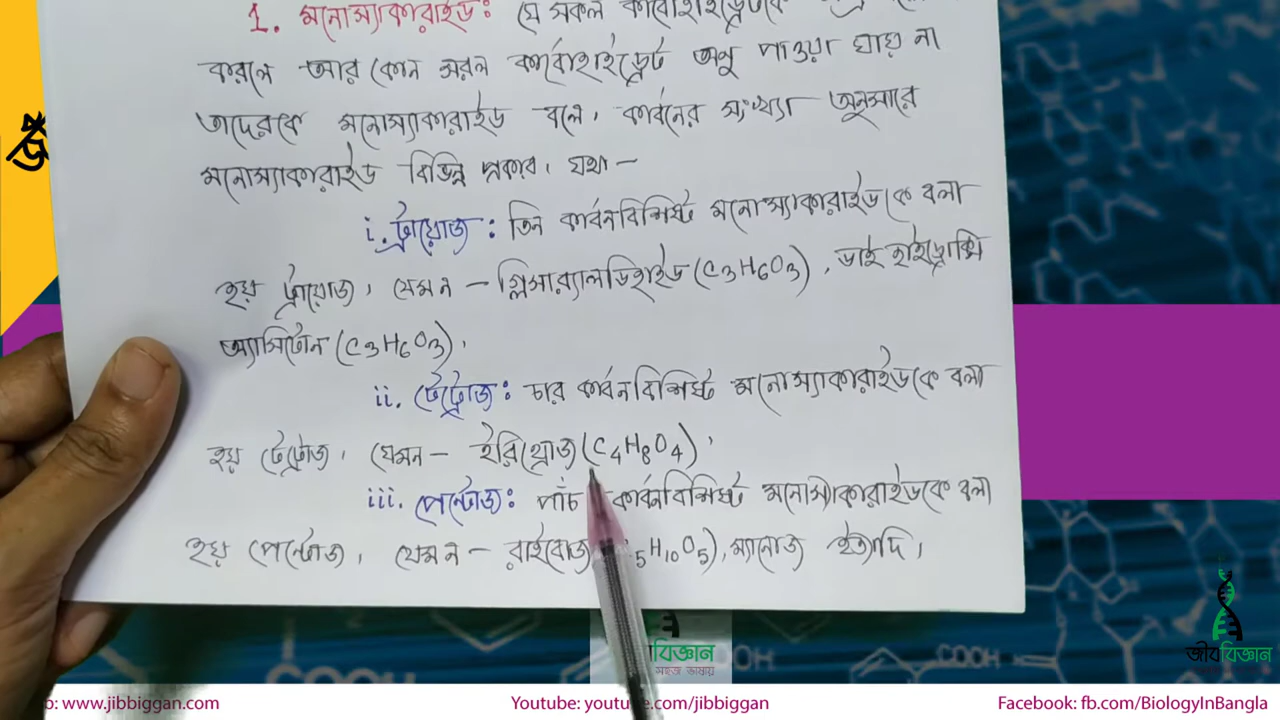 1. মনোস্যাকারাইড: যে সকল কার্বোহাইড্রেটকে
করলে আর কোন সরল কার্বোহাইড্রেট অনু পাওয়া যায় না
তাদেরকে মনোস্যাকারাইড বলে। কার্বনের সংখ্যা অনুসারে
মনোস্যাকারাইড বিভিন্ন প্রকার। যথা –
i. ট্রায়োজ: তিন কার্বনবিশিষ্ট মনোস্যাকারাইডকে বলা
হয় ট্রায়োজ। যেমন – গ্লিসার‍্যালডিহাইড (C3H6O3), ডাই হাইড্রোক্সি
অ্যাসিটোন (C3H6O3)।
ii. টেট্রোজ: চার কার্বনবিশিষ্ট মনোস্যাকারাইডকে বলা
হয় টেট্রোজ। যেমন – ইরিথ্রোজ (C4H8O4)।
iii. পেন্টোজ: পাঁচ কার্বনবিশিষ্ট মনোস্যাকারাইডকে বলা
হয় পেন্টোজ। যেমন – রাইবোজ 5H10O5), ম্যানোজ ইত্যাদি।
বিজ্ঞান
সহজ ভাষায়
COOH
জীববিজ্ঞান
www.jibbiggan.com Youtube: youtube.com/jibbiggan Facebook: fb.com/BiologyInBangla